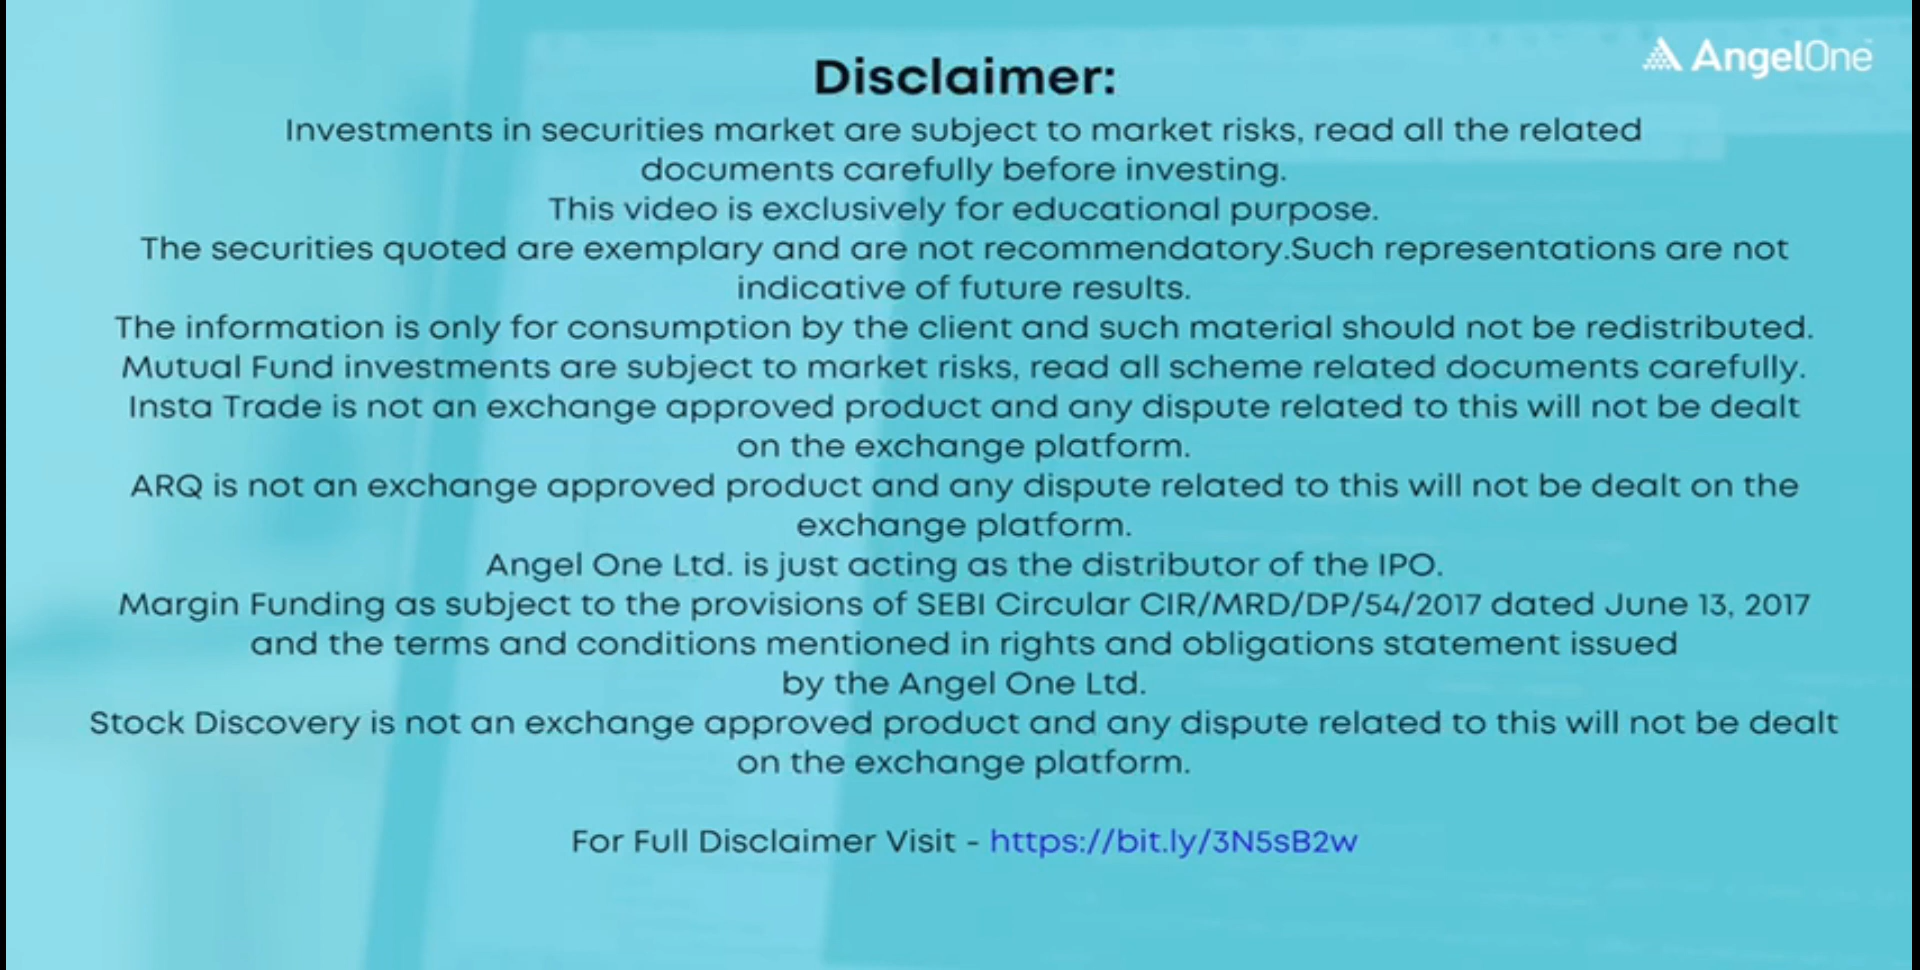 AngelOne
Disclaimer:
Investments in securities market are subject to market risks, read all the related
documents carefully before investing.
This video is exclusively for educational purpose.
The securities quoted are exemplary and are not recommendatory.Such representations are not
indicative of future results.
The information is only for consumption by the client and such material should not be redistributed.
Mutual Fund investments are subject to market risks, read all scheme related documents carefully.
Insta Trade is not an exchange approved product and any dispute related to this will not be dealt
on the exchange platform.
ARQ is not an exchange approved product and any dispute related to this will not be dealt on the
exchange platform.
Angel One Ltd. is just acting as the distributor of the IPO.
Margin Funding as subject to the provisions of SEBI Circular CIR/MRD/DP/54/2017 dated June 13, 2017
and the terms and conditions mentioned in rights and obligations statement issued
by the Angel One Ltd.
Stock Discovery is not an exchange approved product and any dispute related to this will not be dealt
on the exchange platform.
For Full Disclaimer Visit - https://bit.ly/3N5sB2w